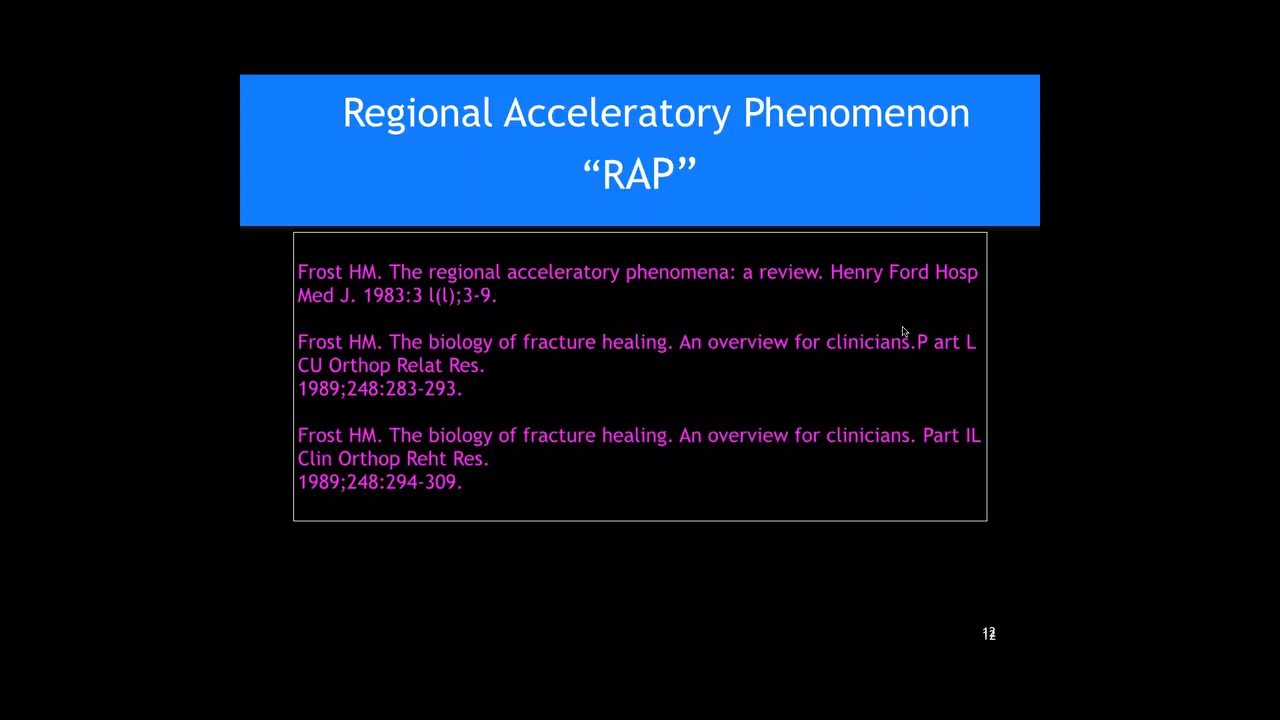 Regional Acceleratory Phenomenon
“RAP”
Frost HM. The regional acceleratory phenomena: a review. Henry Ford Hosp
Med J. 1983:3 l(l);3-9.
Frost HM. The biology of fracture healing. An overview for clinicians.P art L
CU Orthop Relat Res.
1989;248:283-293.
Frost HM. The biology of fracture healing. An overview for clinicians. Part IL
Clin Orthop Reht Res.
1989;248:294-309.
12